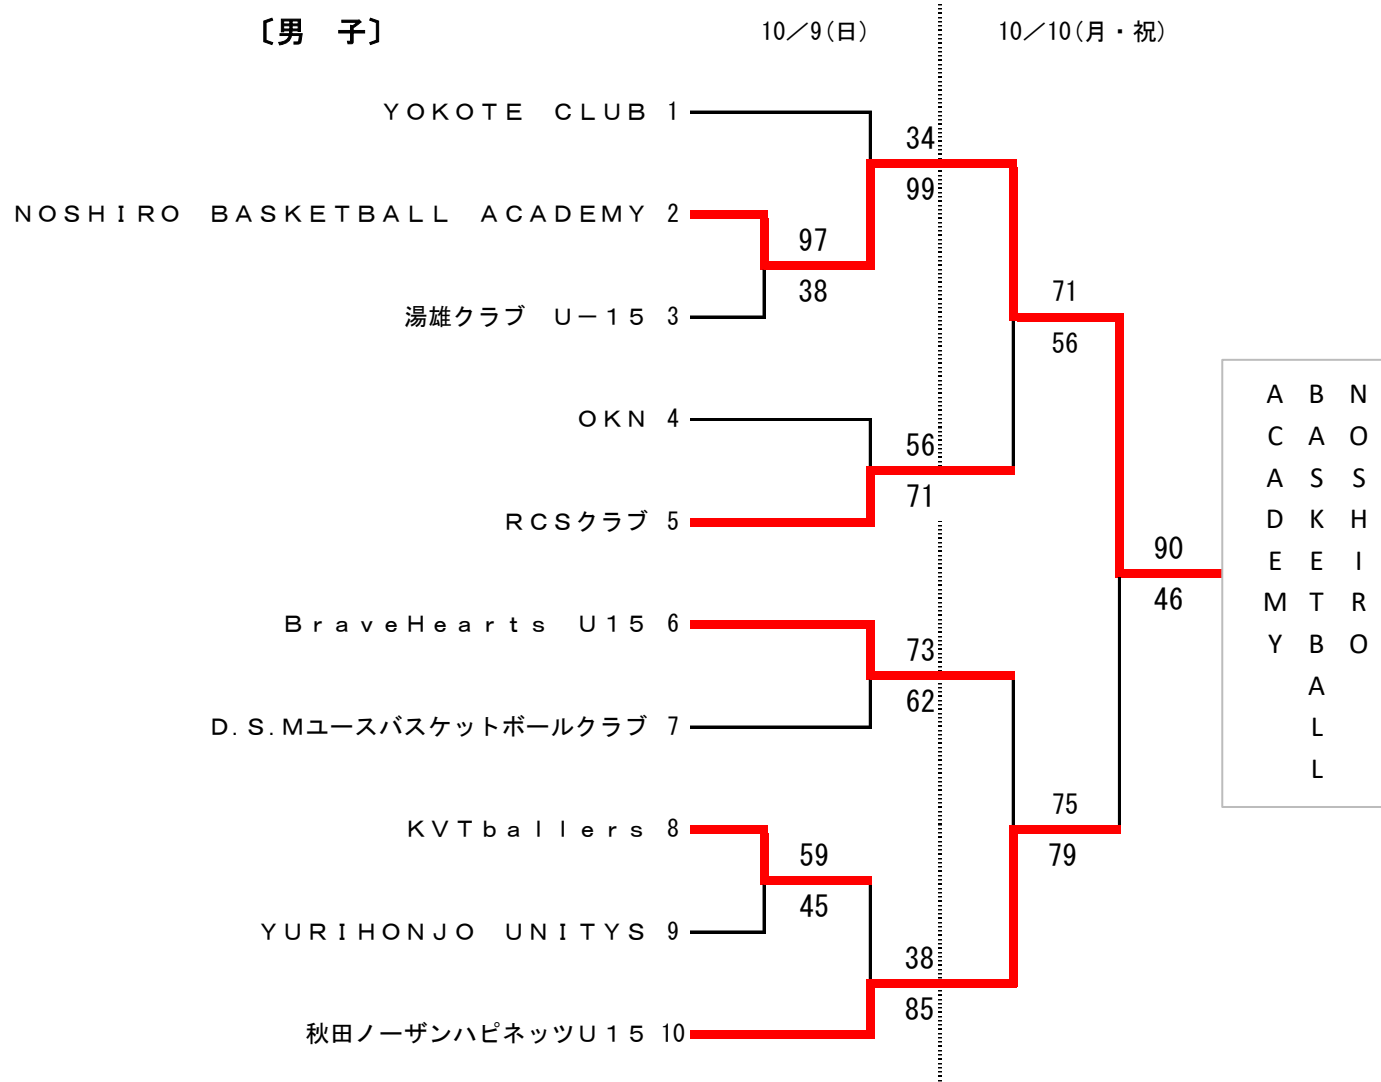 〔男　子〕
10／9(日)
10／10(月・祝)
ＹＯＫＯＴＥ　ＣＬＵＢ 1
34
99
ＮＯＳＨＩＲＯ　ＢＡＳＫＥＴＢＡＬＬ　ＡＣＡＤＥＭＹ 2
97
38
湯雄クラブ　Ｕ－１５ 3
71
56
ＯＫＮ 4
56
71
ＲＣＳクラブ 5
90
46
ＢｒａｖｅＨｅａｒｔｓ　Ｕ１５ 6
73
62
Ｄ．Ｓ．Ｍユースバスケットボールクラブ 7
75
79
ＫＶＴｂａｌｌｅｒｓ 8
59
45
ＹＵＲＩＨＯＮＪＯ　ＵＮＩＴＹＳ 9
38
85
秋田ノーザンハピネッツＵ１５ 10
NOSHIRO
BASKETBALL
ACADEMY